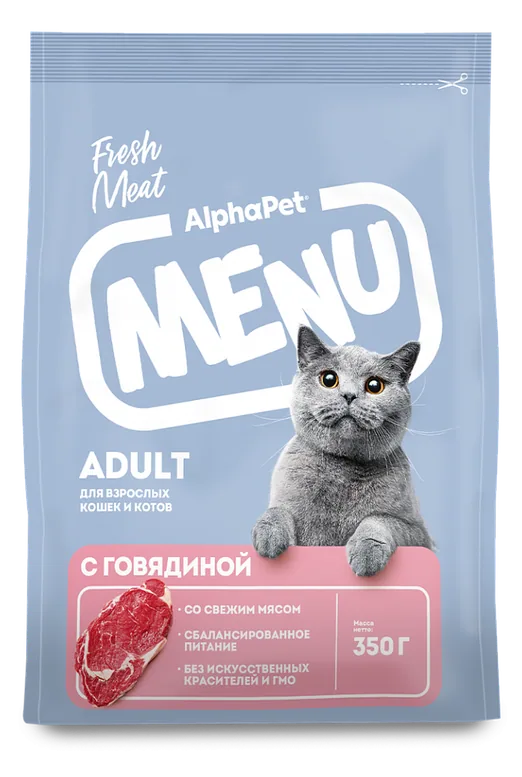 Fresh
Meat
AlphaPet®
MENU
ADULT
ДЛЯ ВЗРОСЛЫХ
КОШЕК И КОТОВ
С ГОВЯДИНОЙ
• СО СВЕЖИМ МЯСОМ
• СБАЛАНСИРОВАННОЕ
ПИТАНИЕ
• БЕЗ ИСКУССТВЕННЫХ
КРАСИТЕЛЕЙ И ГМО
Масса
нетто:
350 Г